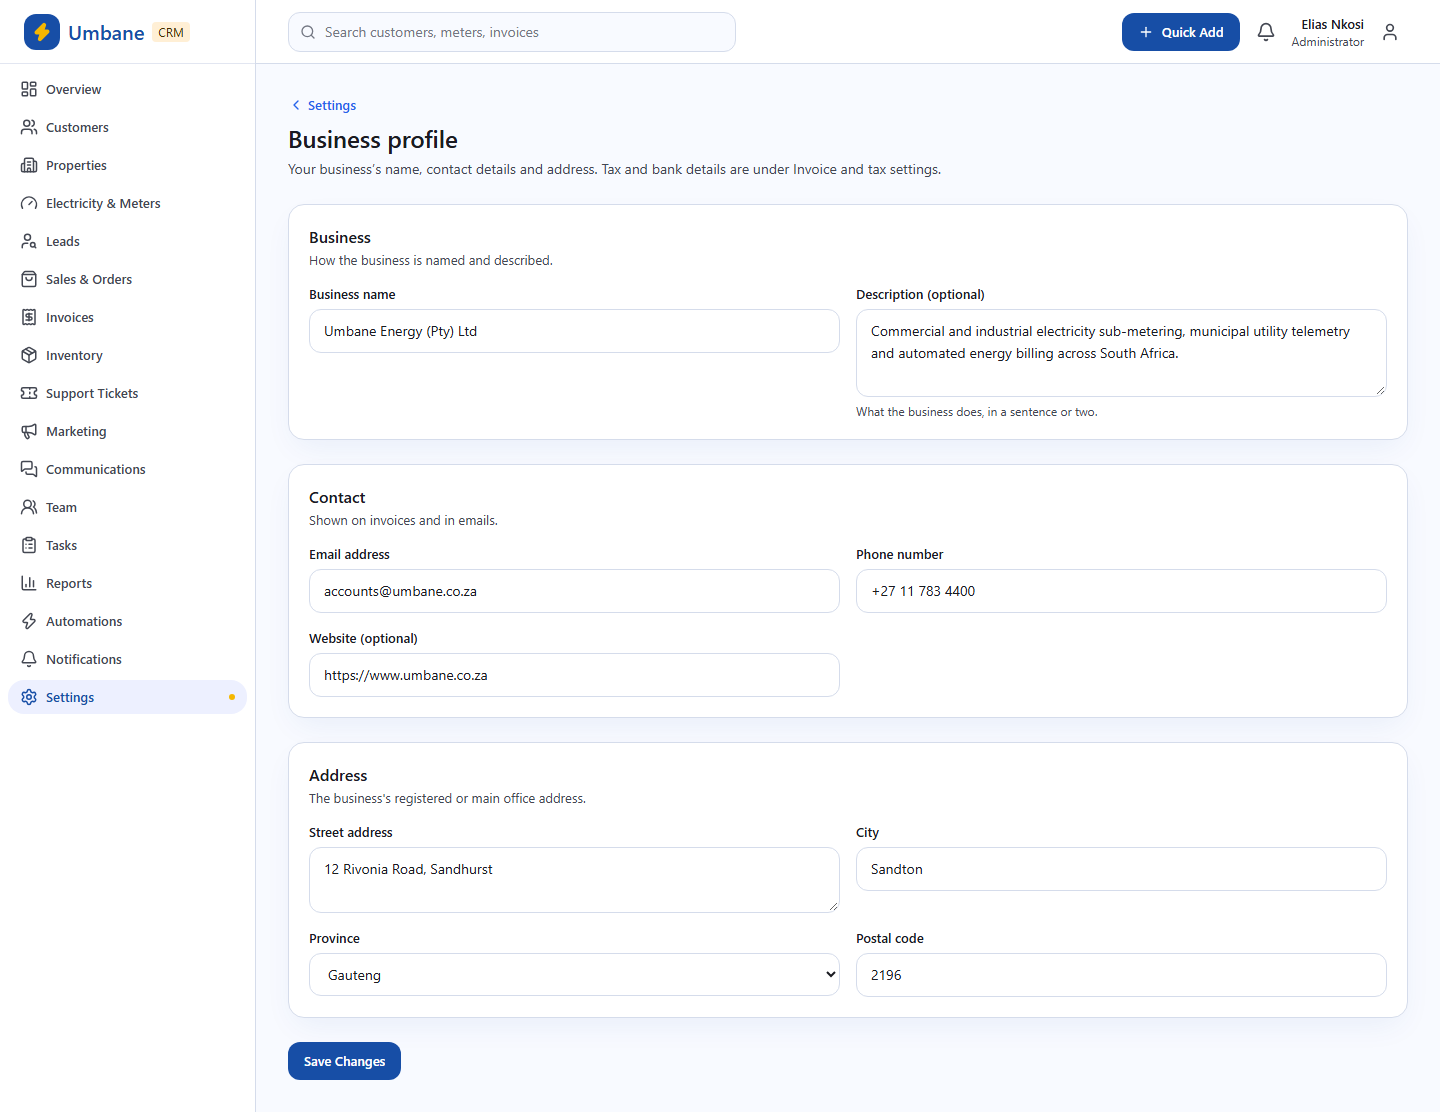 Umbane CRM
Search customers, meters, invoices
Quick Add
Elias Nkosi
Administrator
Overview
Customers
Properties
Electricity & Meters
Leads
Sales & Orders
Invoices
Inventory
Support Tickets
Marketing
Communications
Team
Tasks
Reports
Automations
Notifications
Settings
Settings
Business profile
Your business's name, contact details and address. Tax and bank details are under Invoice and tax settings.
Business
How the business is named and described.
Business name
Umbane Energy (Pty) Ltd
Description (optional)
Commercial and industrial electricity sub-metering, municipal utility telemetry
and automated energy billing across South Africa.
What the business does, in a sentence or two.
Contact
Shown on invoices and in emails.
Email address
accounts@umbane.co.za
Phone number
+27 11 783 4400
Website (optional)
https://www.umbane.co.za
Address
The business's registered or main office address.
Street address
12 Rivonia Road, Sandhurst
City
Sandton
Province
Gauteng
Postal code
2196
Save Changes